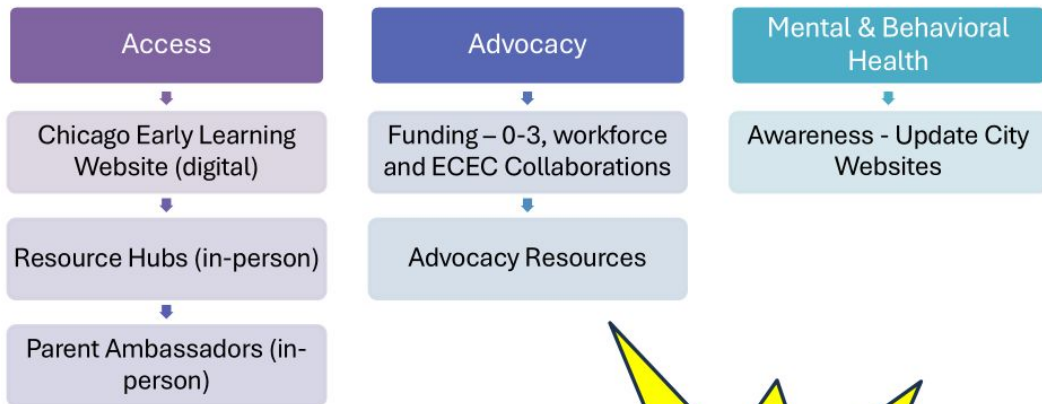 Access
Chicago Early Learning
Website (digital)
Resource Hubs (in-person)
Parent Ambassadors (in-
person)
Advocacy
Funding – 0-3, workforce
and ECEC Collaborations
Advocacy Resources
Mental & Behavioral
Health
Awareness - Update City
Websites